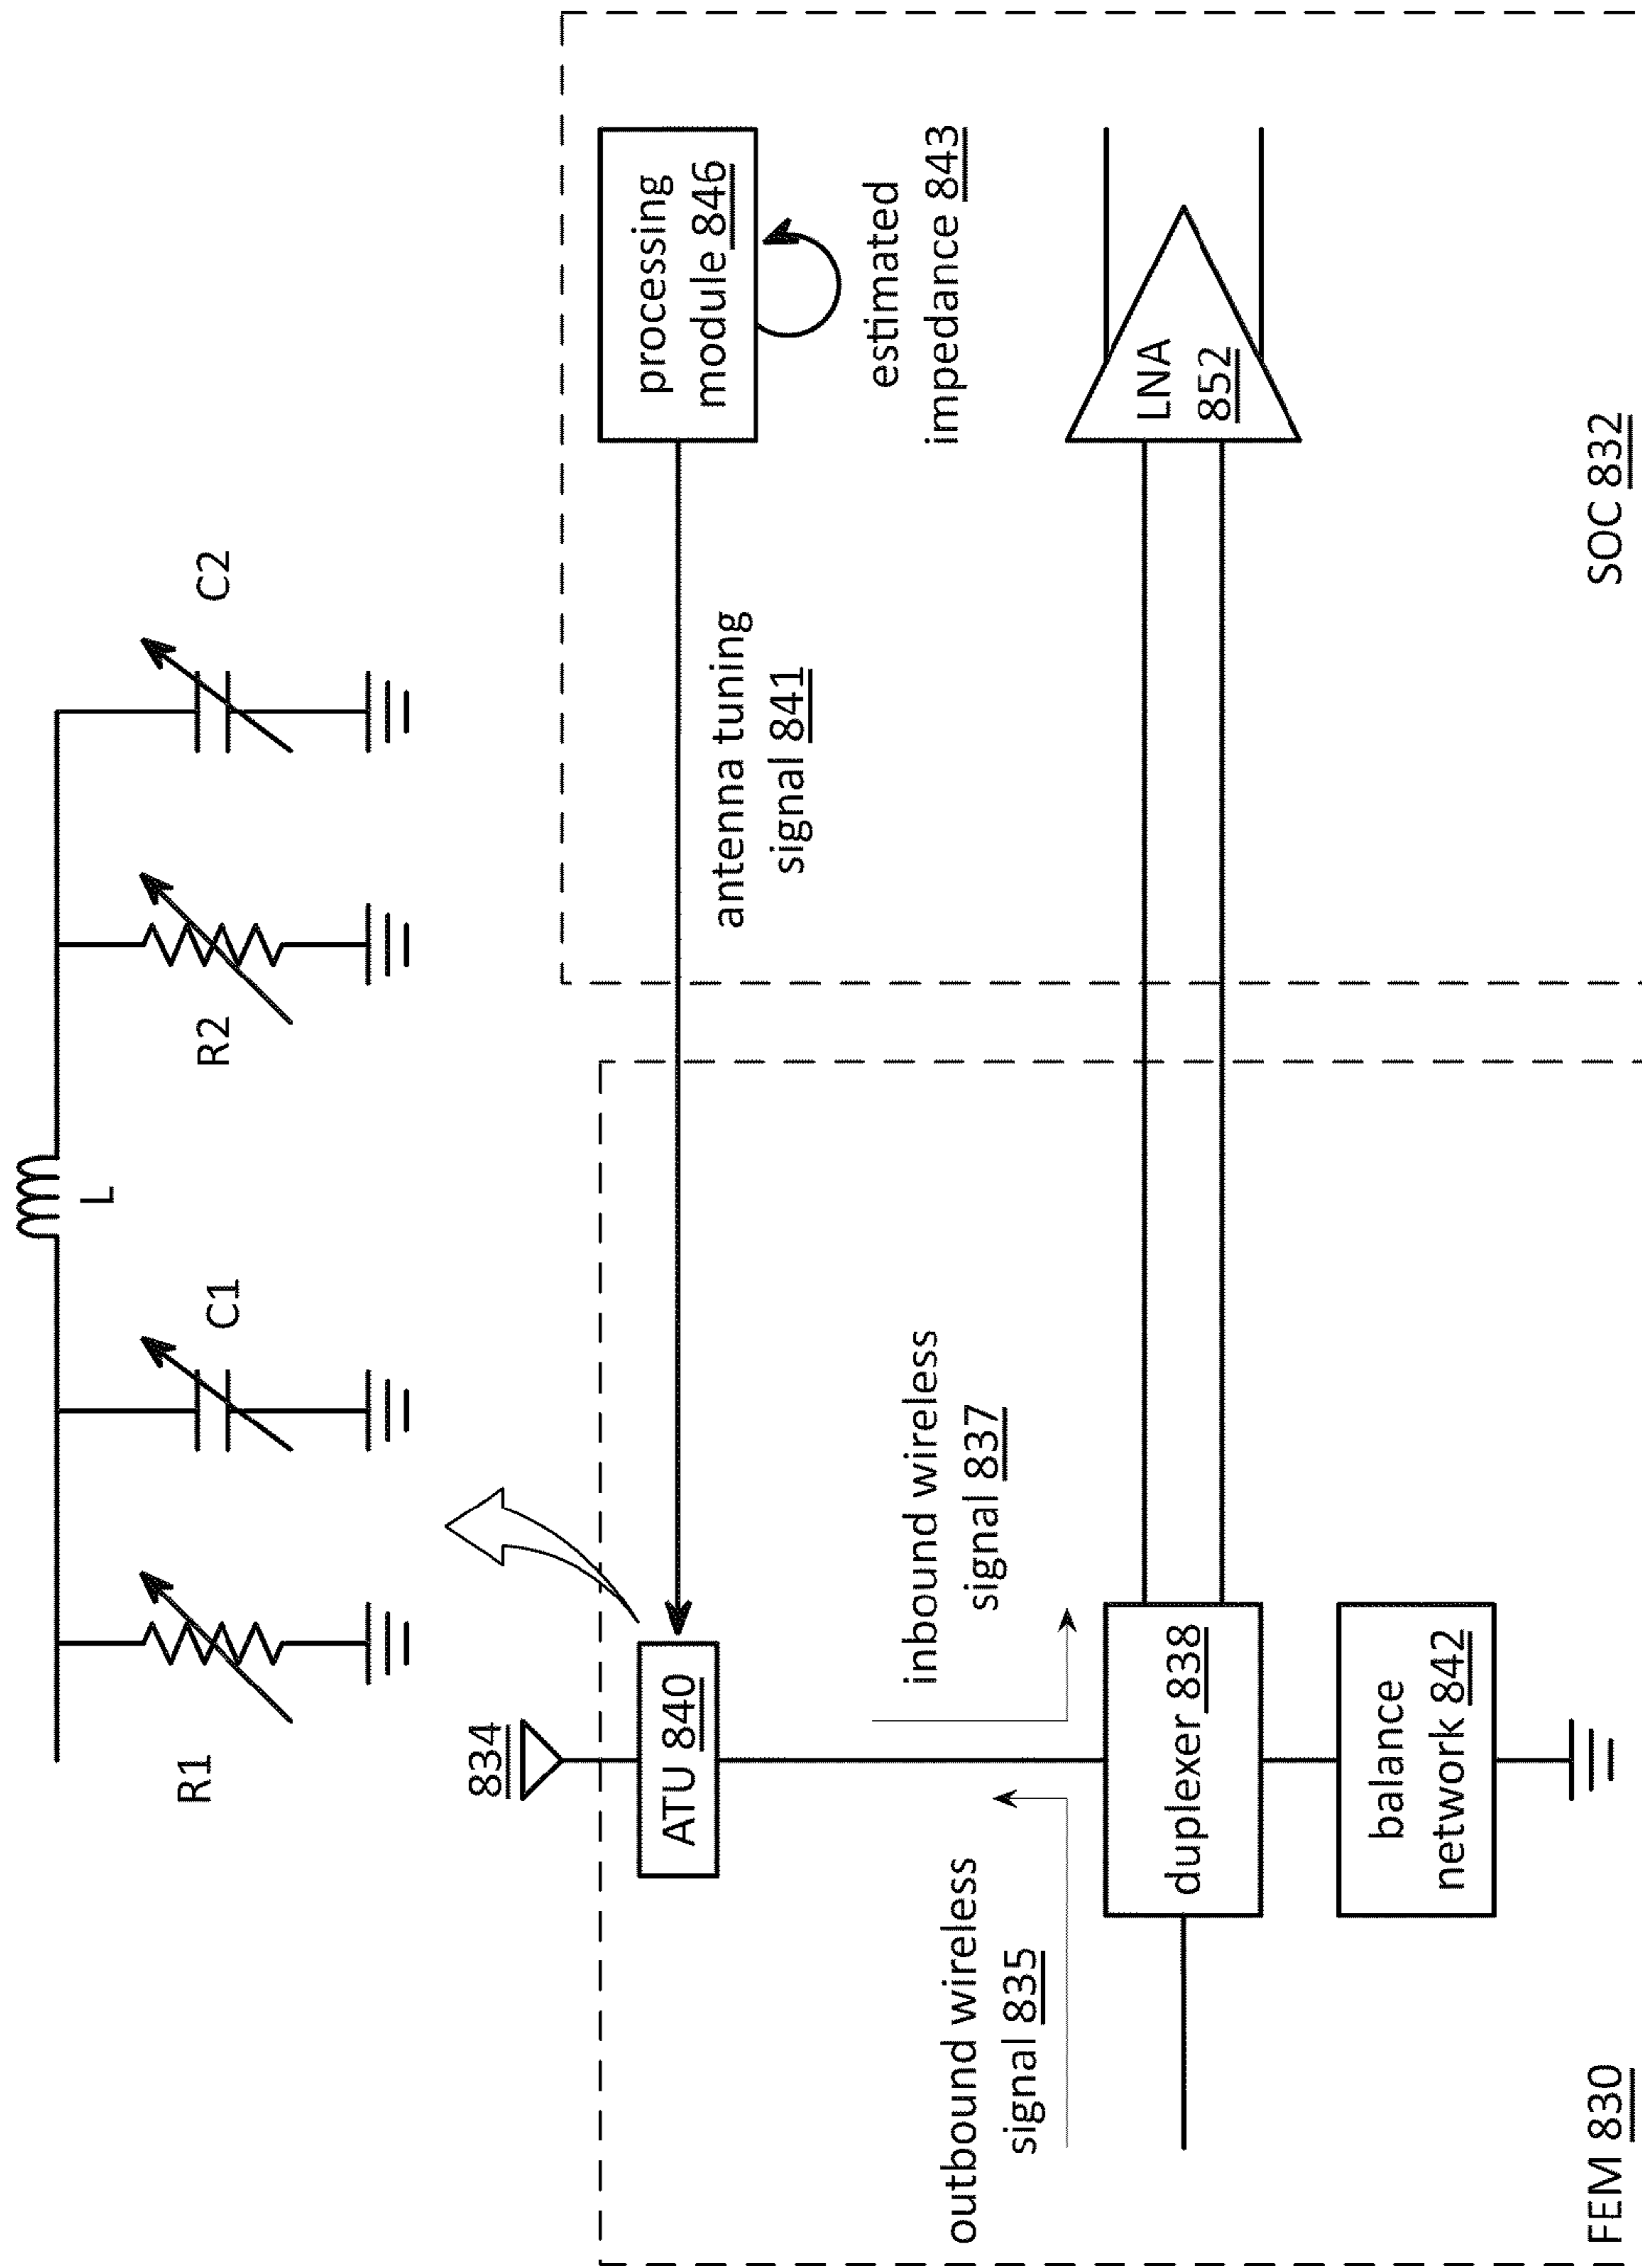 R1
C1
L
R2
C2
834
ATU 840
antenna tuning
signal 841
processing
module 846
estimated
impedance 843
outbound wireless
signal 835
inbound wireless
signal 837
duplexer 838
LNA
852
balance
network 842
FEM 830
SOC 832